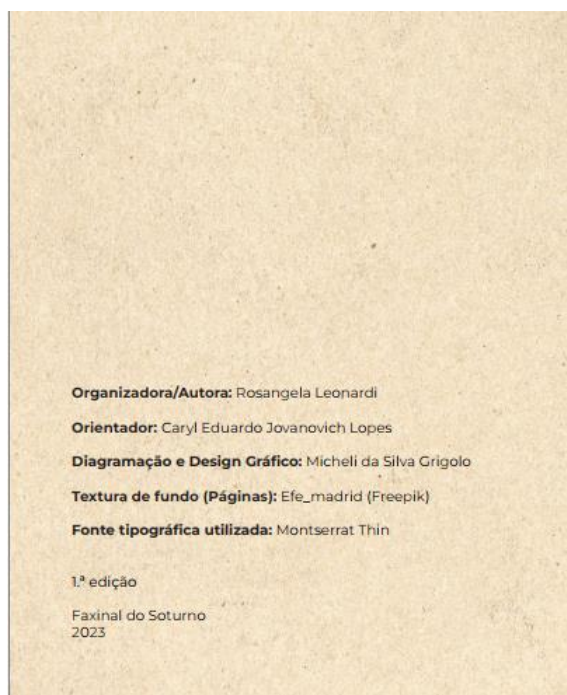 Organizadora/Autora: Rosangela Leonardi
Orientador: Caryl Eduardo Jovanovich Lopes
Diagramação e Design Gráfico: Micheli da Silva Grigolo
Textura de fundo (Páginas): Efe_madrid (Freepik)
Fonte tipográfica utilizada: Montserrat Thin
1.ª edição
Faxinal do Soturno
2023